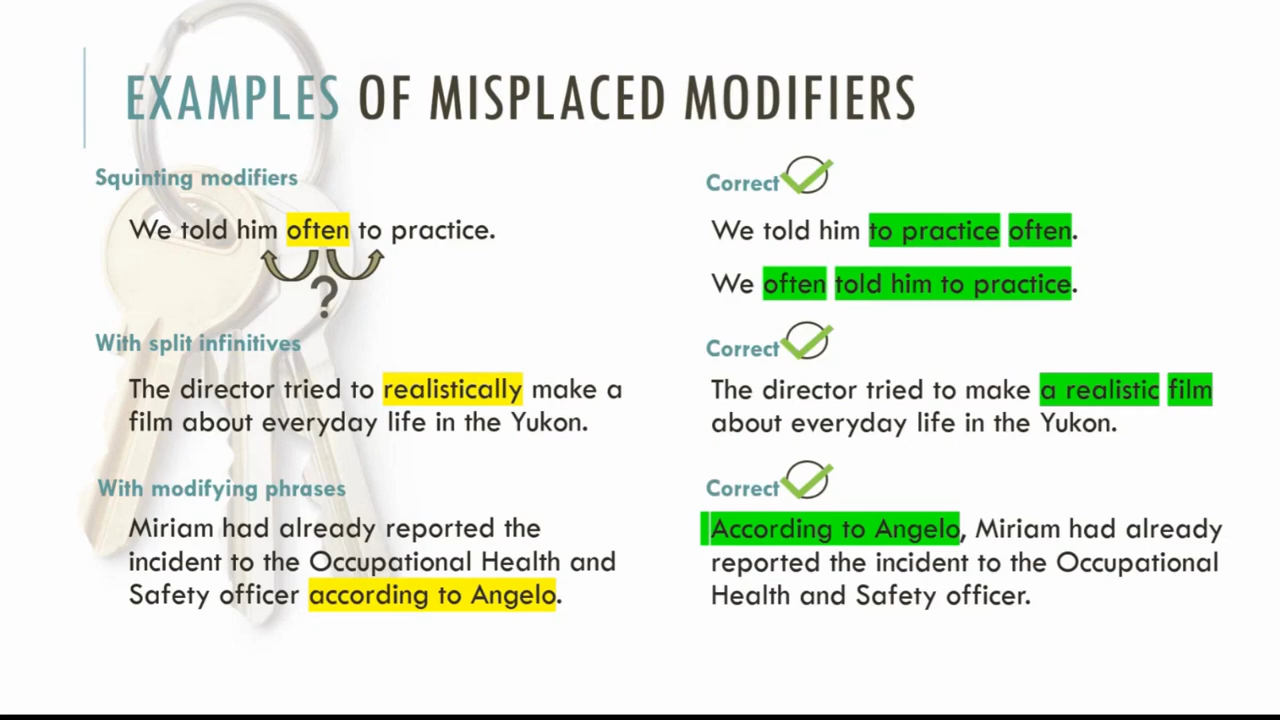 EXAMPLES OF MISPLACED MODIFIERS
Squinting modifiers
We told him often to practice.
?
With split infinitives
The director tried to realistically make a
film about everyday life in the Yukon.
With modifying phrases
Miriam had already reported the
incident to the Occupational Health and
Safety officer according to Angelo.
Correct
We told him to practice often.
We often told him to practice.
Correct
The director tried to make a realistic film
about everyday life in the Yukon.
Correct
According to Angelo, Miriam had already
reported the incident to the Occupational
Health and Safety officer.